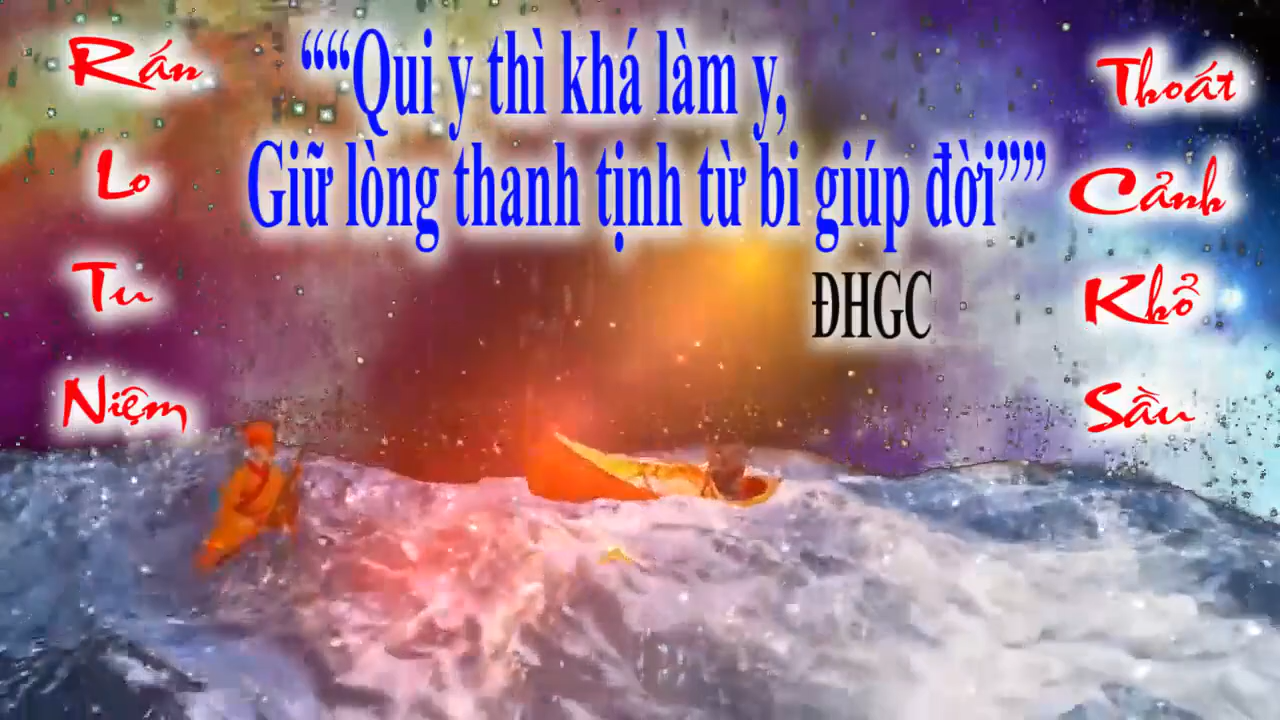 Rán
Lo
Tu
Niệm
““Qui y thì khá làm y,
Giữ lòng thanh tịnh từ bi giúp đời””
ĐHGC
Thoát
Cảnh
Khổ
Sầu